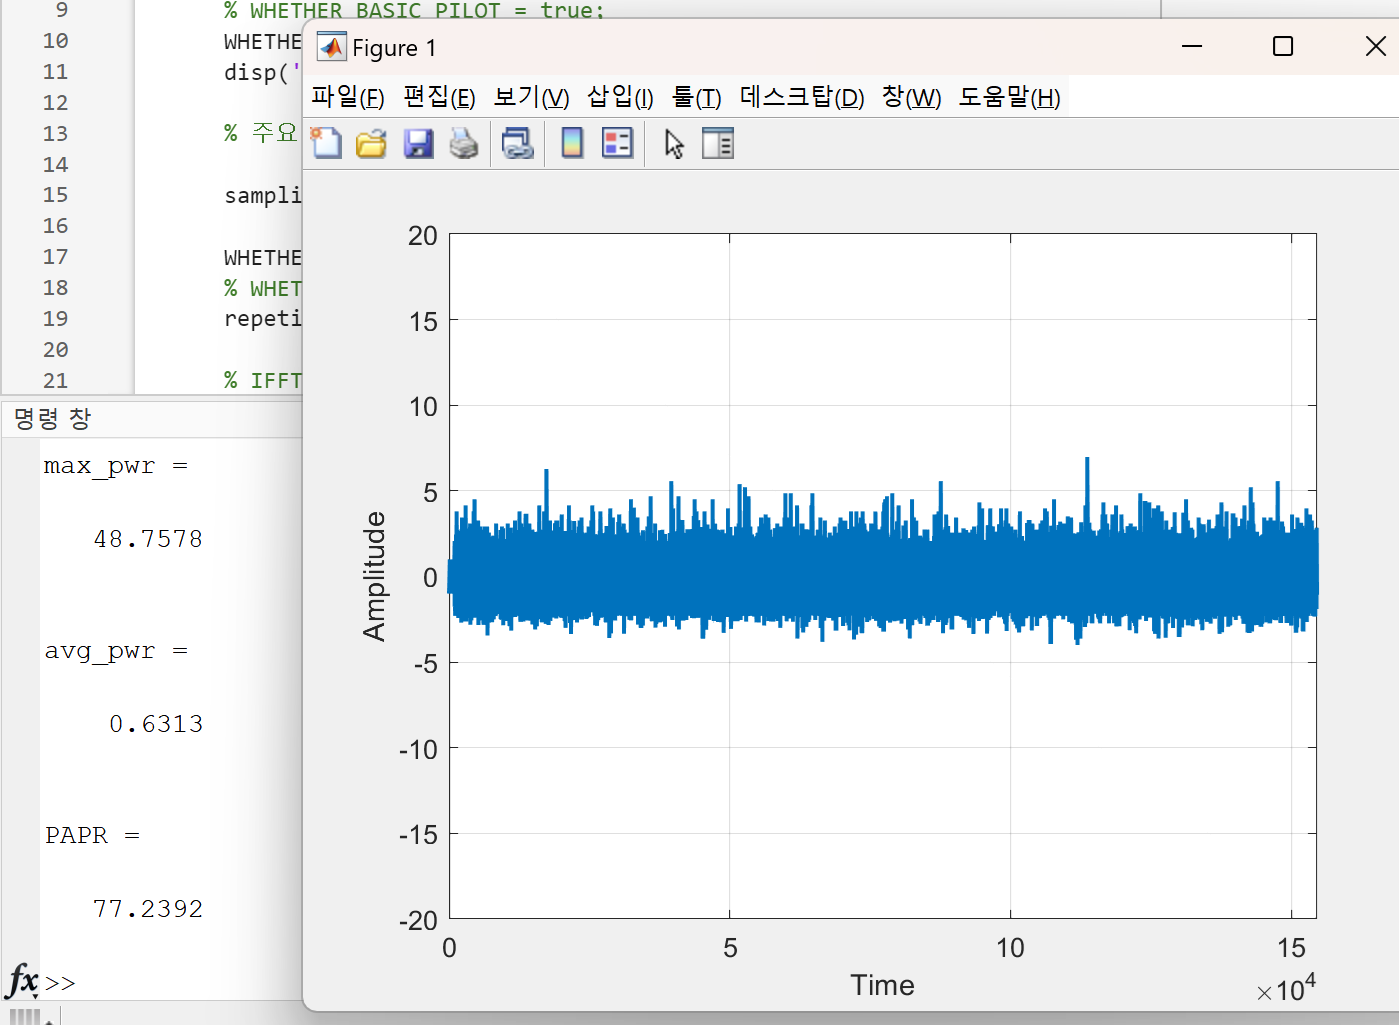 9 % WHETHER BASIC PILOT = true;
10 WHETHE
11 disp('
12
13 % 주요
14
15 sampli
16
17 WHETHE
18 % WHET
19 repeti
20
21 % IFFT
Figure 1
파일(F) 편집(E) 보기(V) 삽입(I) 툴(T) 데스크탑(D) 창(W) 도움말(H)
20
15
10
5
0
-5
-10
-15
-20
Amplitude
0 5 10 15
Time
×10⁴
명령 창
max_pwr =
48.7578
avg_pwr =
0.6313
PAPR =
77.2392
fx >>